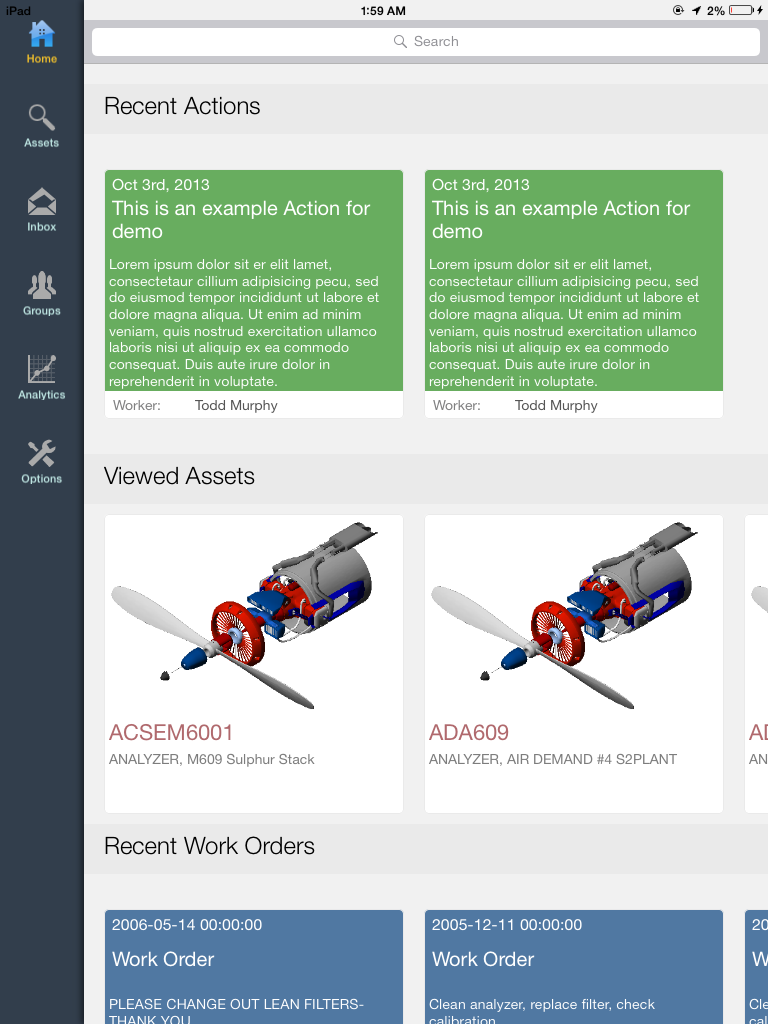 iPad
1:59 AM
2%
Home
Assets
Inbox
Groups
Analytics
Options
Search
Recent Actions
Oct 3rd, 2013
This is an example Action for
demo
Lorem ipsum dolor sit er elit lamet,
consectetaur cillium adipisicing pecu, sed
do eiusmod tempor incididunt ut labore et
dolore magna aliqua. Ut enim ad minim
veniam, quis nostrud exercitation ullamco
laboris nisi ut aliquip ex ea commodo
consequat. Duis aute irure dolor in
reprehenderit in voluptate.
Worker: Todd Murphy
Oct 3rd, 2013
This is an example Action for
demo
Lorem ipsum dolor sit er elit lamet,
consectetaur cillium adipisicing pecu, sed
do eiusmod tempor incididunt ut labore et
dolore magna aliqua. Ut enim ad minim
veniam, quis nostrud exercitation ullamco
laboris nisi ut aliquip ex ea commodo
consequat. Duis aute irure dolor in
reprehenderit in voluptate.
Worker: Todd Murphy
Viewed Assets
ACSEM6001
ANALYZER, M609 Sulphur Stack
ADA609
ANALYZER, AIR DEMAND #4 S2PLANT
AN
Recent Work Orders
2006-05-14 00:00:00
Work Order
PLEASE CHANGE OUT LEAN FILTERS-
THANK YOU
2005-12-11 00:00:00
Work Order
Clean analyzer, replace filter, check
calibration
20
W
Cle
cal